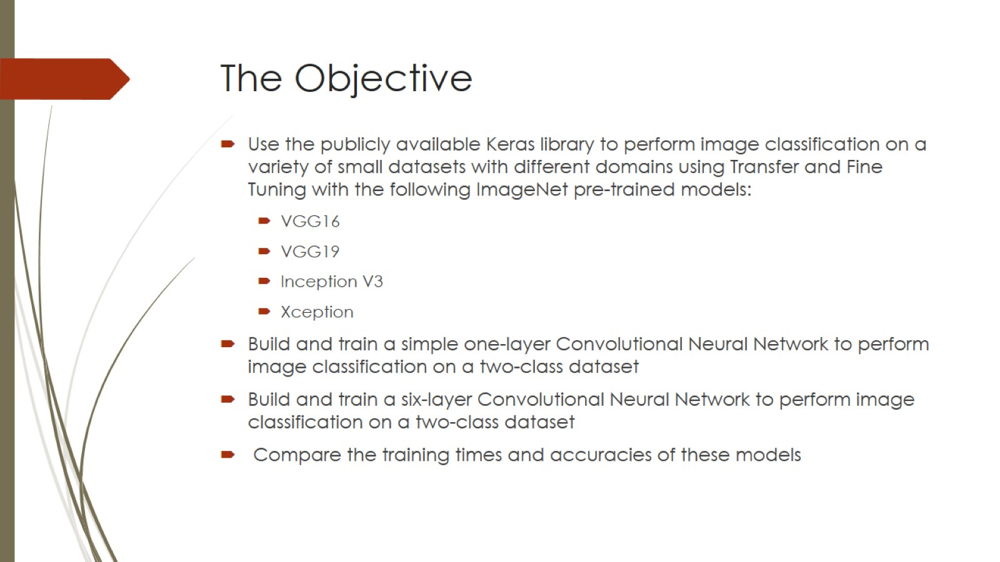 The Objective
Use the publicly available Keras library to perform image classification on a
variety of small datasets with different domains using Transfer and Fine
Tuning with the following ImageNet pre-trained models:
VGG16
VGG19
Inception V3
Xception
Build and train a simple one-layer Convolutional Neural Network to perform
image classification on a two-class dataset
Build and train a six-layer Convolutional Neural Network to perform image
classification on a two-class dataset
Compare the training times and accuracies of these models